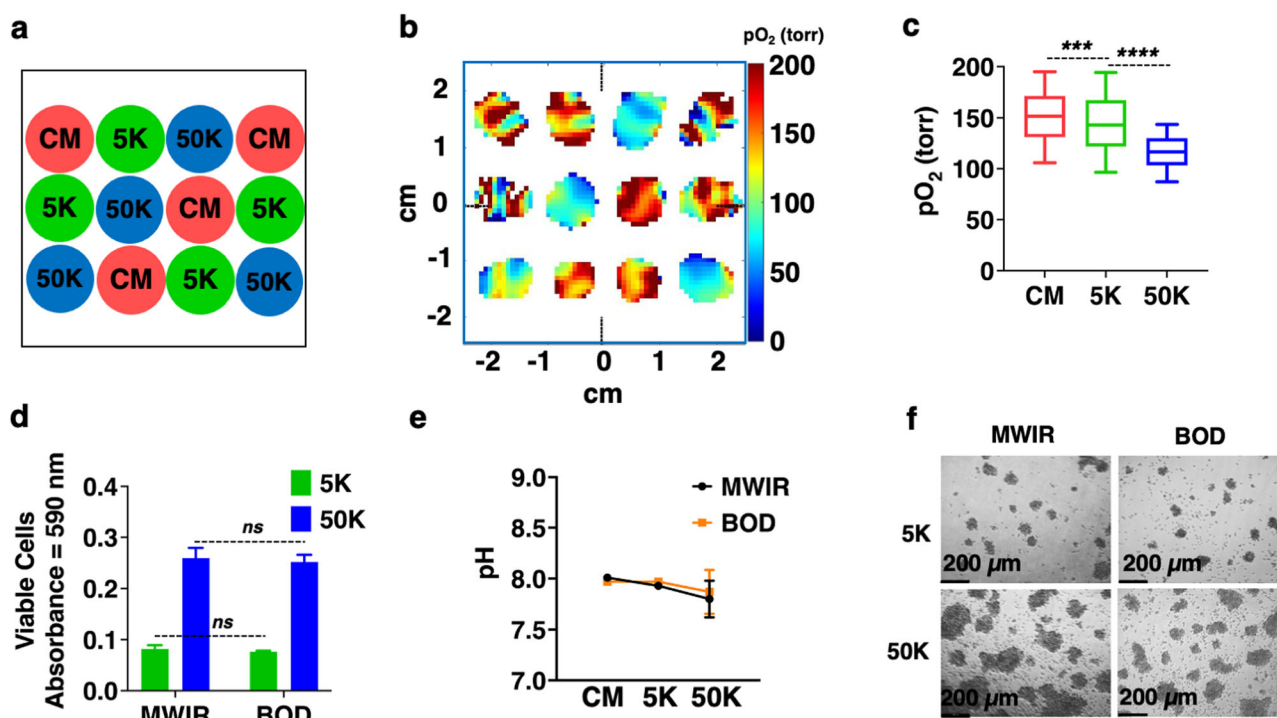 a
CM 5K 50K CM
5K 50K CM 5K
50K CM 5K 50K
b
pO2 (torr)
cm
2
1
0
-1
-2
-2 -1 0 1 2
cm
200
150
100
50
0
c
*** ****
pO2 (torr)
200
150
100
50
0
CM 5K 50K
d
Viable Cells
Absorbance = 590 nm
0.4
0.3
0.2
0.1
0.0
5K
50K
ns
ns
MWIR BOD
e
pH
9.0
8.5
8.0
7.5
7.0
MWIR
BOD
CM 5K 50K
f
MWIR BOD
5K
200 µm 200 µm
50K
200 µm 200 µm